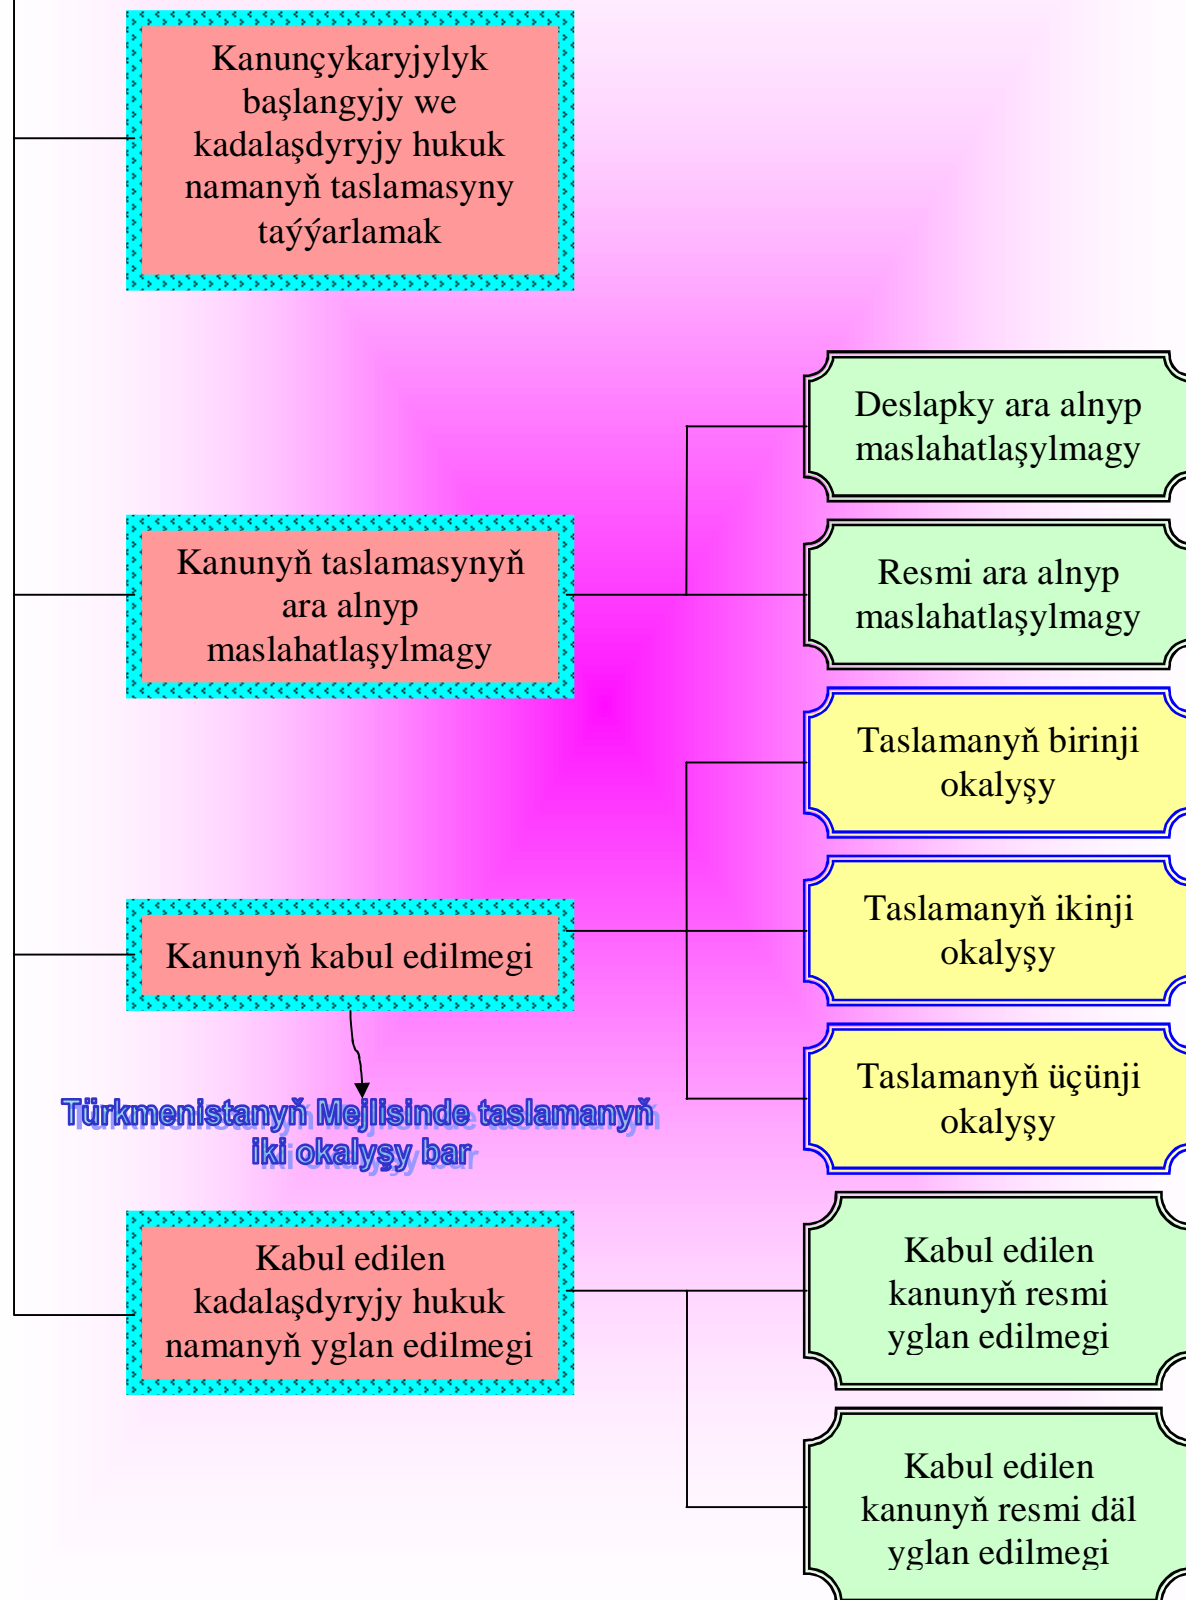 Kanunçykaryjylyk
başlangyjy we
kadalaşdyryjy hukuk
namanyň taslamasyny
taýýarlamak
Kanunyň taslamasynyň
ara alnyp
maslahatlaşylmagy
Deslapky ara alnyp
maslahatlaşylmagy
Resmi ara alnyp
maslahatlaşylmagy
Kanunyň kabul edilmegi
Taslamanyň birinji
okalyşy
Taslamanyň ikinji
okalyşy
Taslamanyň üçünji
okalyşy
Türkmenistanyň Mejlisinde taslamanyň
iki okalyşy bar
Kabul edilen
kadalaşdyryjy hukuk
namanyň yglan edilmegi
Kabul edilen
kanunyň resmi
yglan edilmegi
Kabul edilen
kanunyň resmi däl
yglan edilmegi